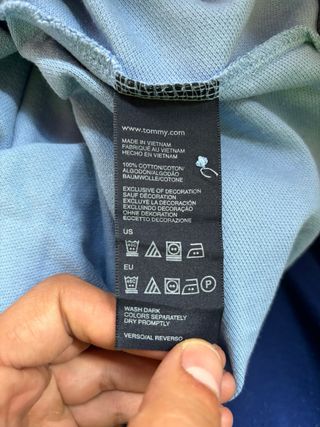 www.tommy.com
MADE IN VIETNAM
FABRIQUÉ AU VIETNAM
HECHO EN VIETNAM
100% COTTON/COTON/
ALGODÓN/ALGODÃO
BAUMWOLLE/COTONE
EXCLUSIVE OF DECORATION
SAUF DÉCORATION
EXCLUYE LA DECORACIÓN
EXCLUINDO DECORAÇÃO
OHNE DEKORATION
ECCETTO DECORAZIONE
US
EU
P
WASH DARK
COLORS SEPARATELY
DRY PROMPTLY
VERSO/AL REVERSO